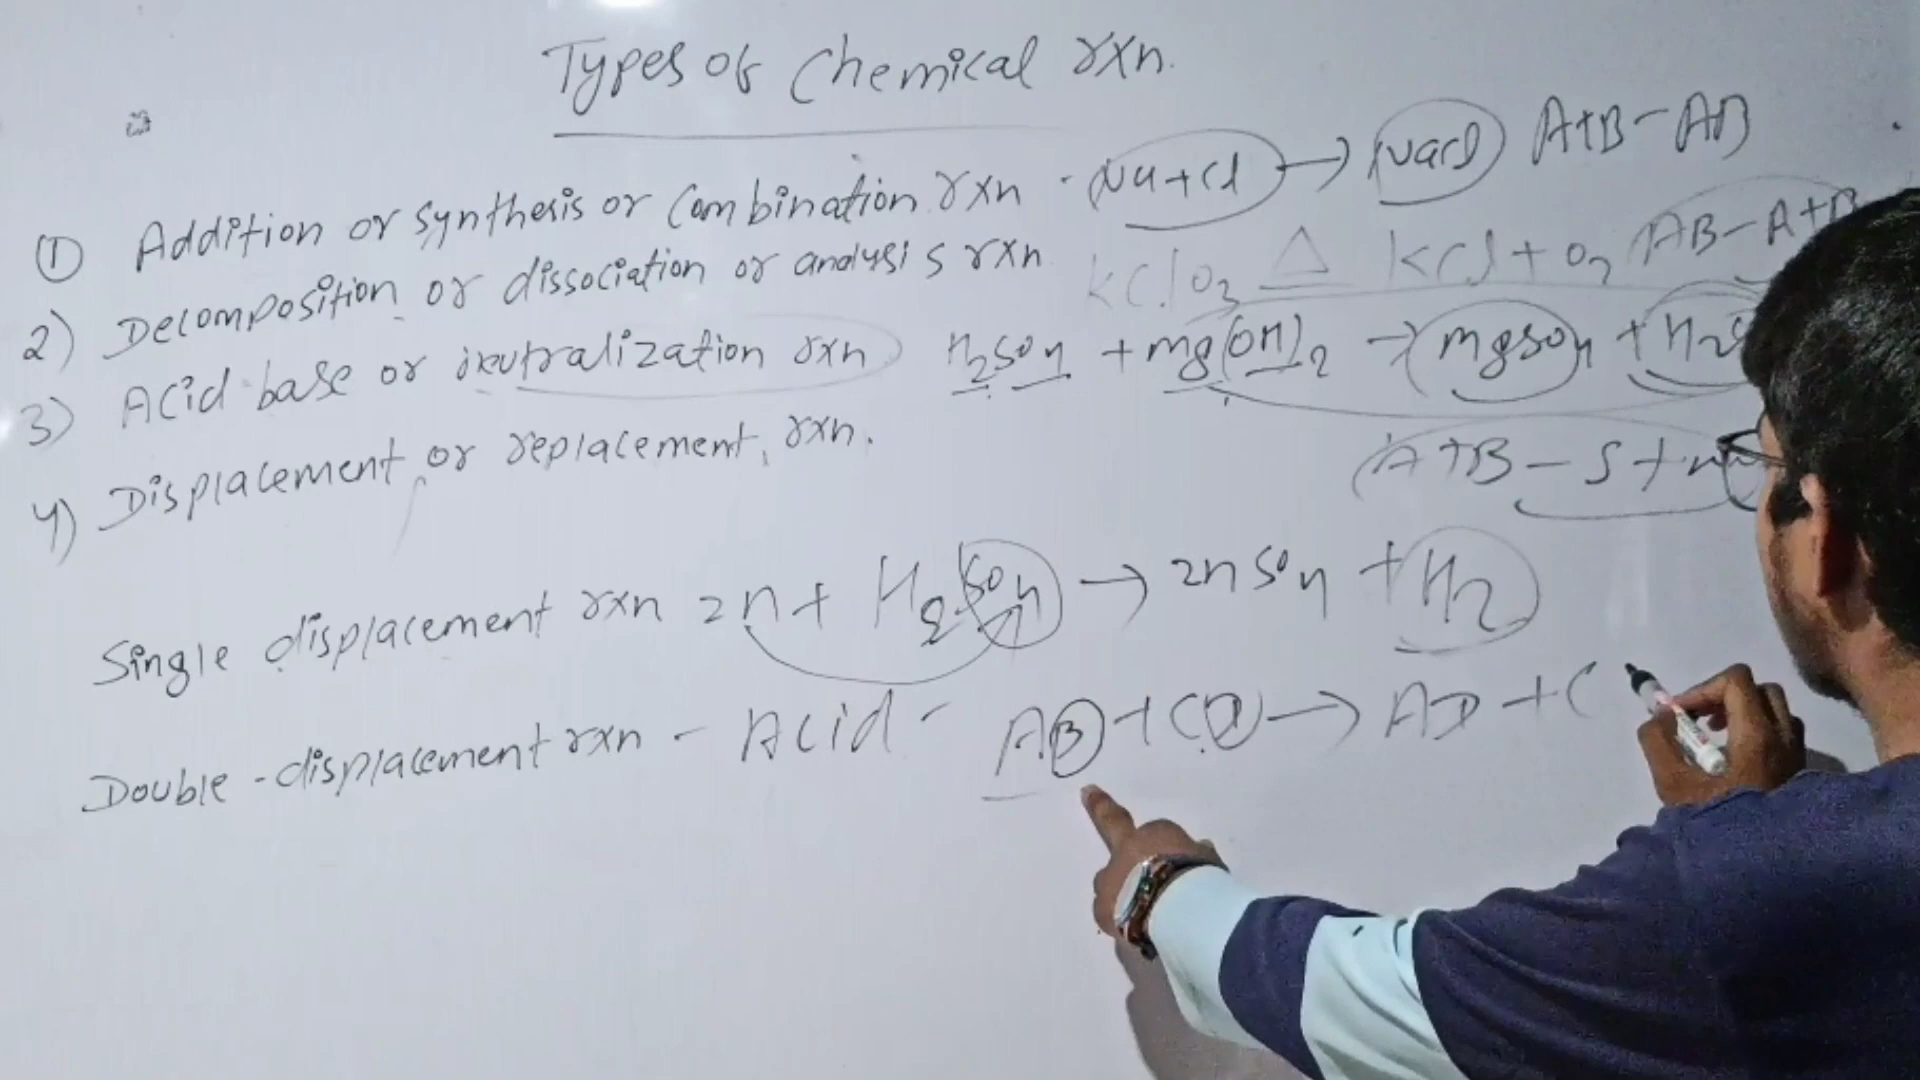 Types of Chemical rxn.
① Addition or synthesis or Combination rxn - Na+Cl → Nacl A+B-AB
2) Decomposition or dissociation or analysis rxn KClO3 △ KCl + O2 AB-A+B
3) Acid-base or neutralization rxn H2SO4 + Mg(OH)2 → MgSO4 + H2
4) Displacement or replacement rxn.
A+B - S +
Single displacement rxn Zn + H2SO4 → ZnSO4 + H2
Double-displacement rxn - Acid - AB + CD → AD + C